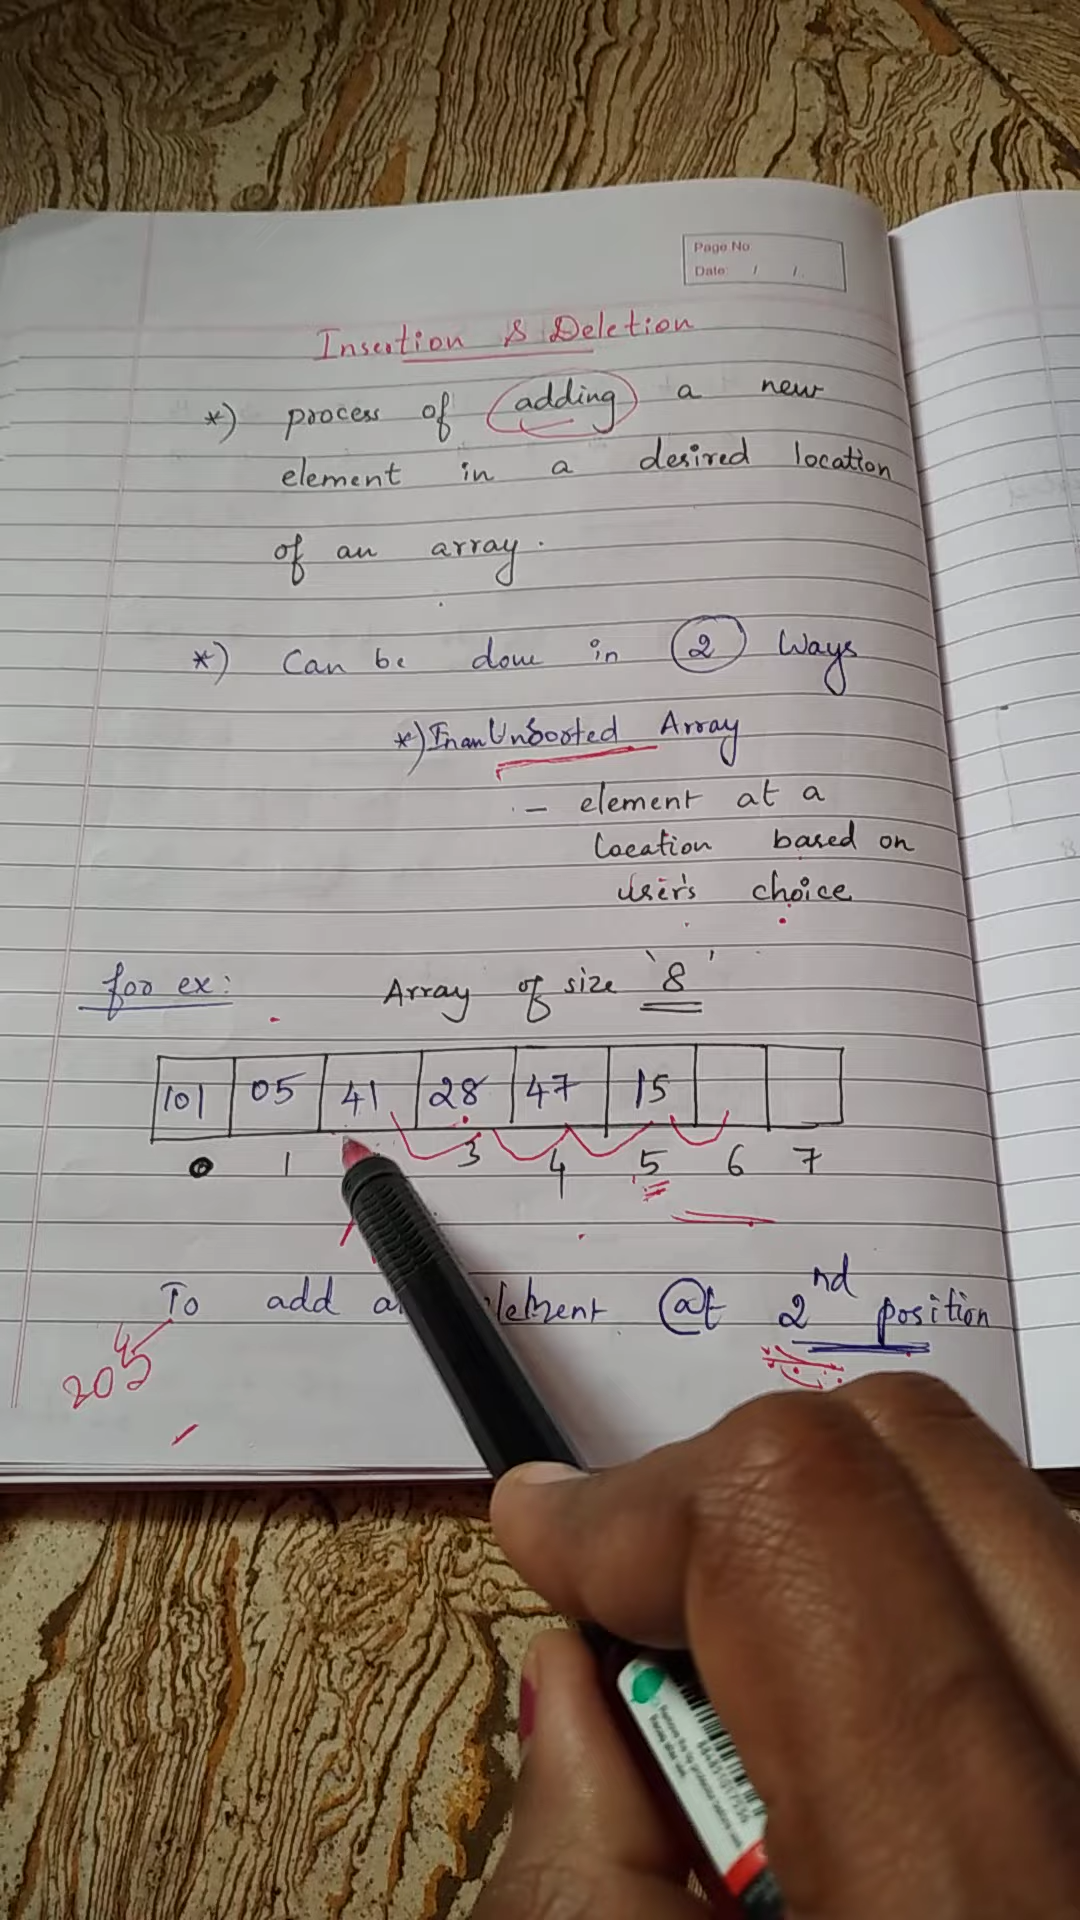 Page No
Date / /
Insertion & Deletion
*) process of adding a new
element in a desired location
of an array.
*) Can be done in 2 Ways
*) In an Unsorted Array
- element at a
location based on
user's choice
for ex: Array of size '8'
101 05 41 28 47 15
0 1 3 4 5 6 7
To add element @ 2nd position
205